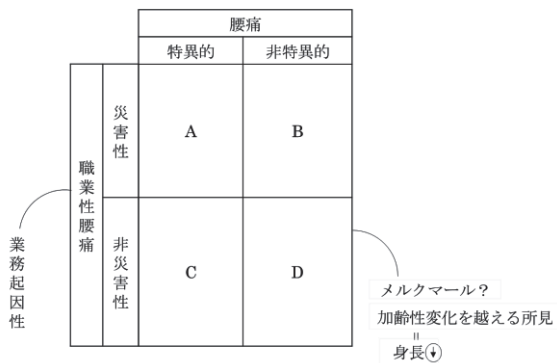 腰痛
特異的
非特異的
職業性腰痛
災害性
A
B
非災害性
C
D
業務起因性
メルクマール？
加齢性変化を越える所見
=
身長↓